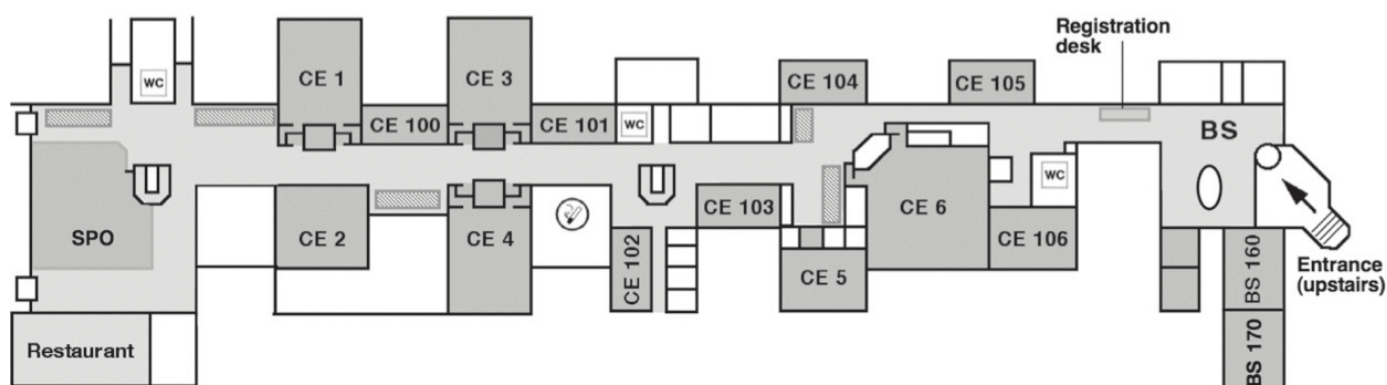 Registration
desk
WC
CE 1
CE 3
CE 104
CE 105
CE 100
CE 101
WC
BS
WC
CE 103
CE 6
SPO
CE 2
CE 4
CE 102
CE 106
CE 5
BS 160
Entrance
(upstairs)
Restaurant
BS 170